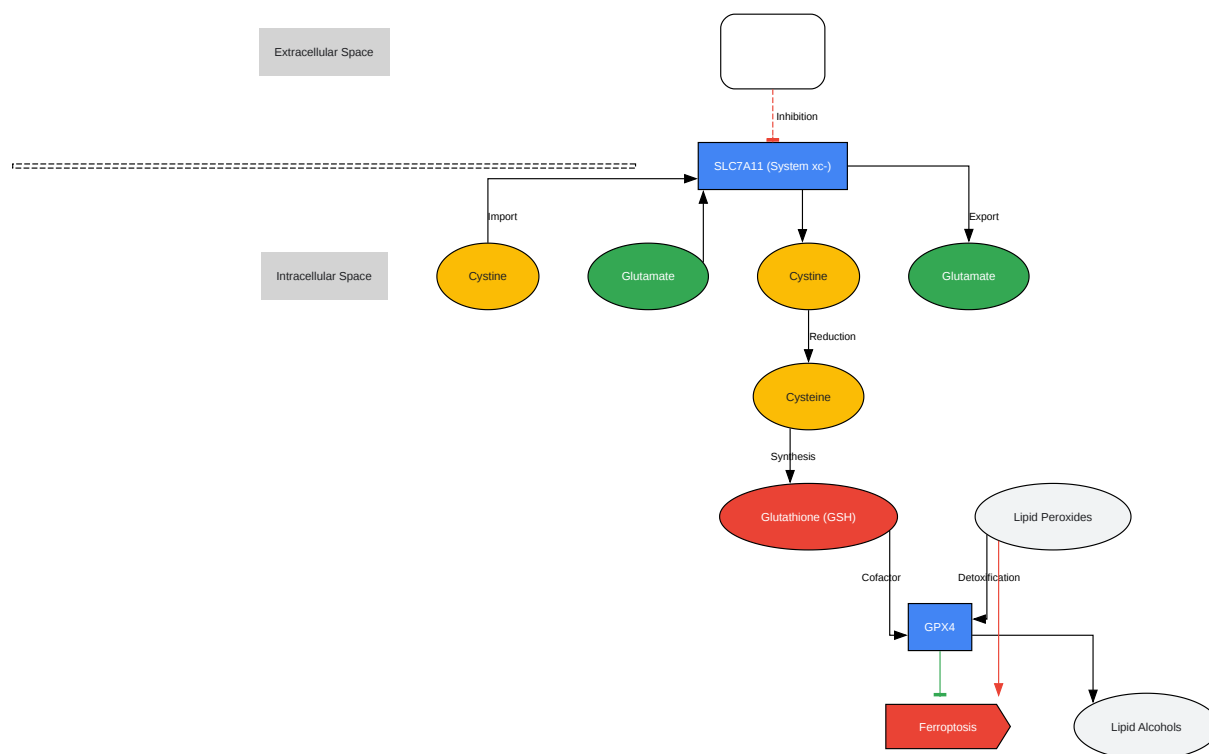 Extracellular Space
Inhibition
SLC7A11 (System xc-)
Import
Export
Intracellular Space
Cystine
Glutamate
Cystine
Glutamate
Reduction
Cysteine
Synthesis
Glutathione (GSH)
Lipid Peroxides
Cofactor
Detoxification
GPX4
Ferroptosis
Lipid Alcohols